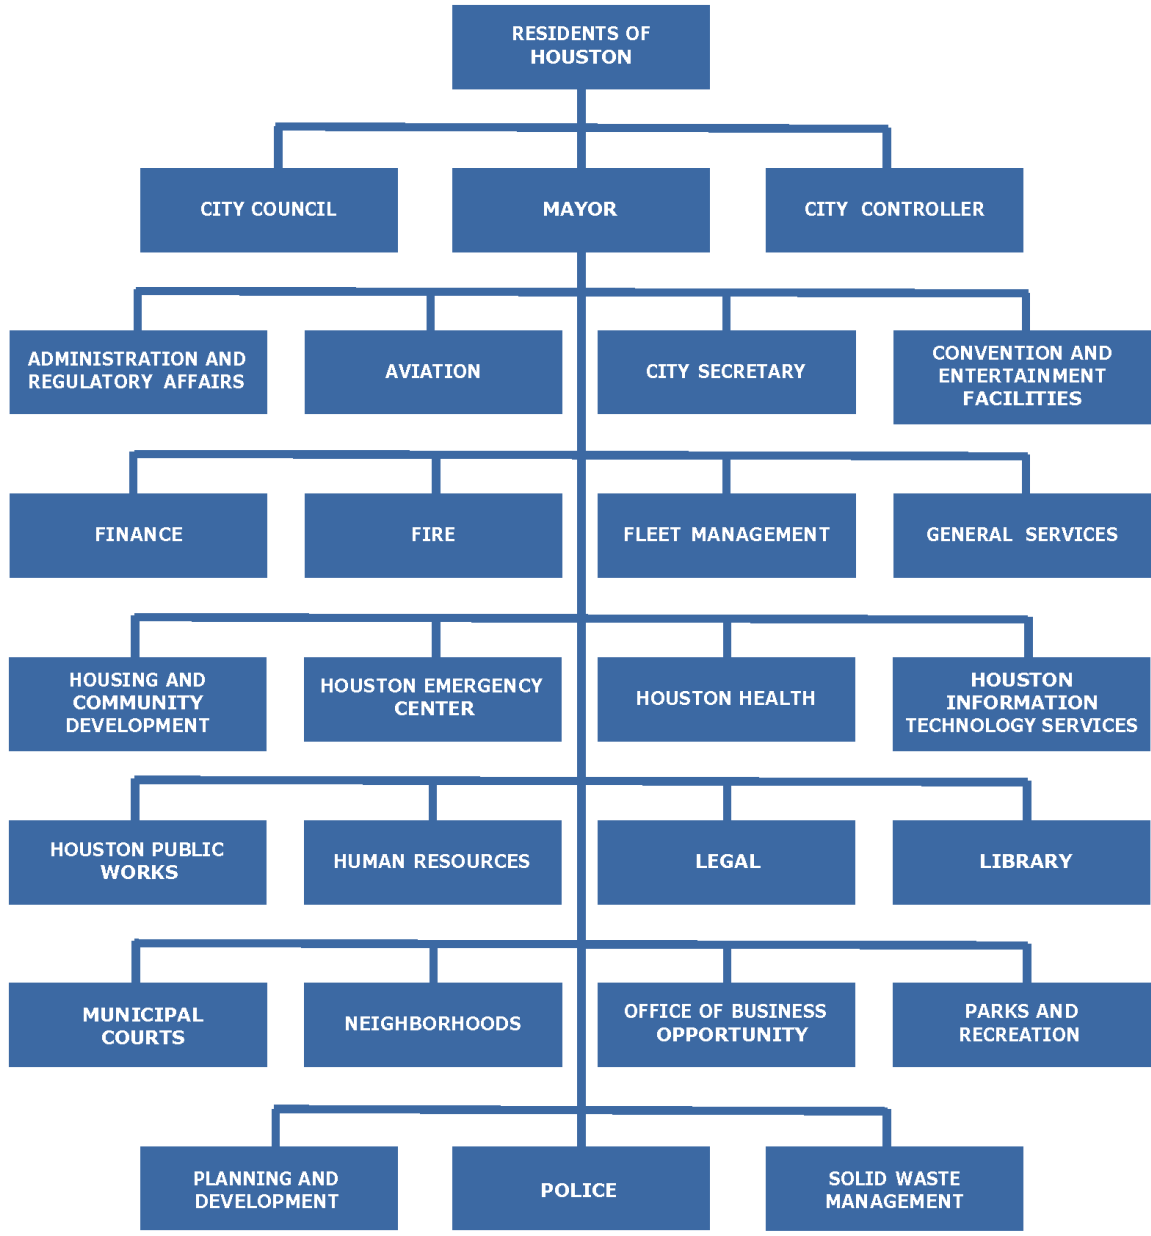 RESIDENTS OF
HOUSTON
CITY COUNCIL
MAYOR
CITY CONTROLLER
ADMINISTRATION AND
REGULATORY AFFAIRS
AVIATION
CITY SECRETARY
CONVENTION AND
ENTERTAINMENT
FACILITIES
FINANCE
FIRE
FLEET MANAGEMENT
GENERAL SERVICES
HOUSING AND
COMMUNITY
DEVELOPMENT
HOUSTON EMERGENCY
CENTER
HOUSTON HEALTH
HOUSTON
INFORMATION
TECHNOLOGY SERVICES
HOUSTON PUBLIC
WORKS
HUMAN RESOURCES
LEGAL
LIBRARY
MUNICIPAL
COURTS
NEIGHBORHOODS
OFFICE OF BUSINESS
OPPORTUNITY
PARKS AND
RECREATION
PLANNING AND
DEVELOPMENT
POLICE
SOLID WASTE
MANAGEMENT